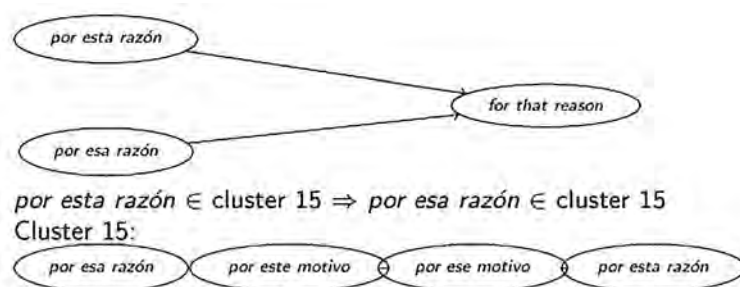 por esta razón
for that reason
por esa razón
por esta razón ∈ cluster 15 ⇒ por esa razón ∈ cluster 15
Cluster 15:
por esa razón por este motivo por ese motivo por esta razón